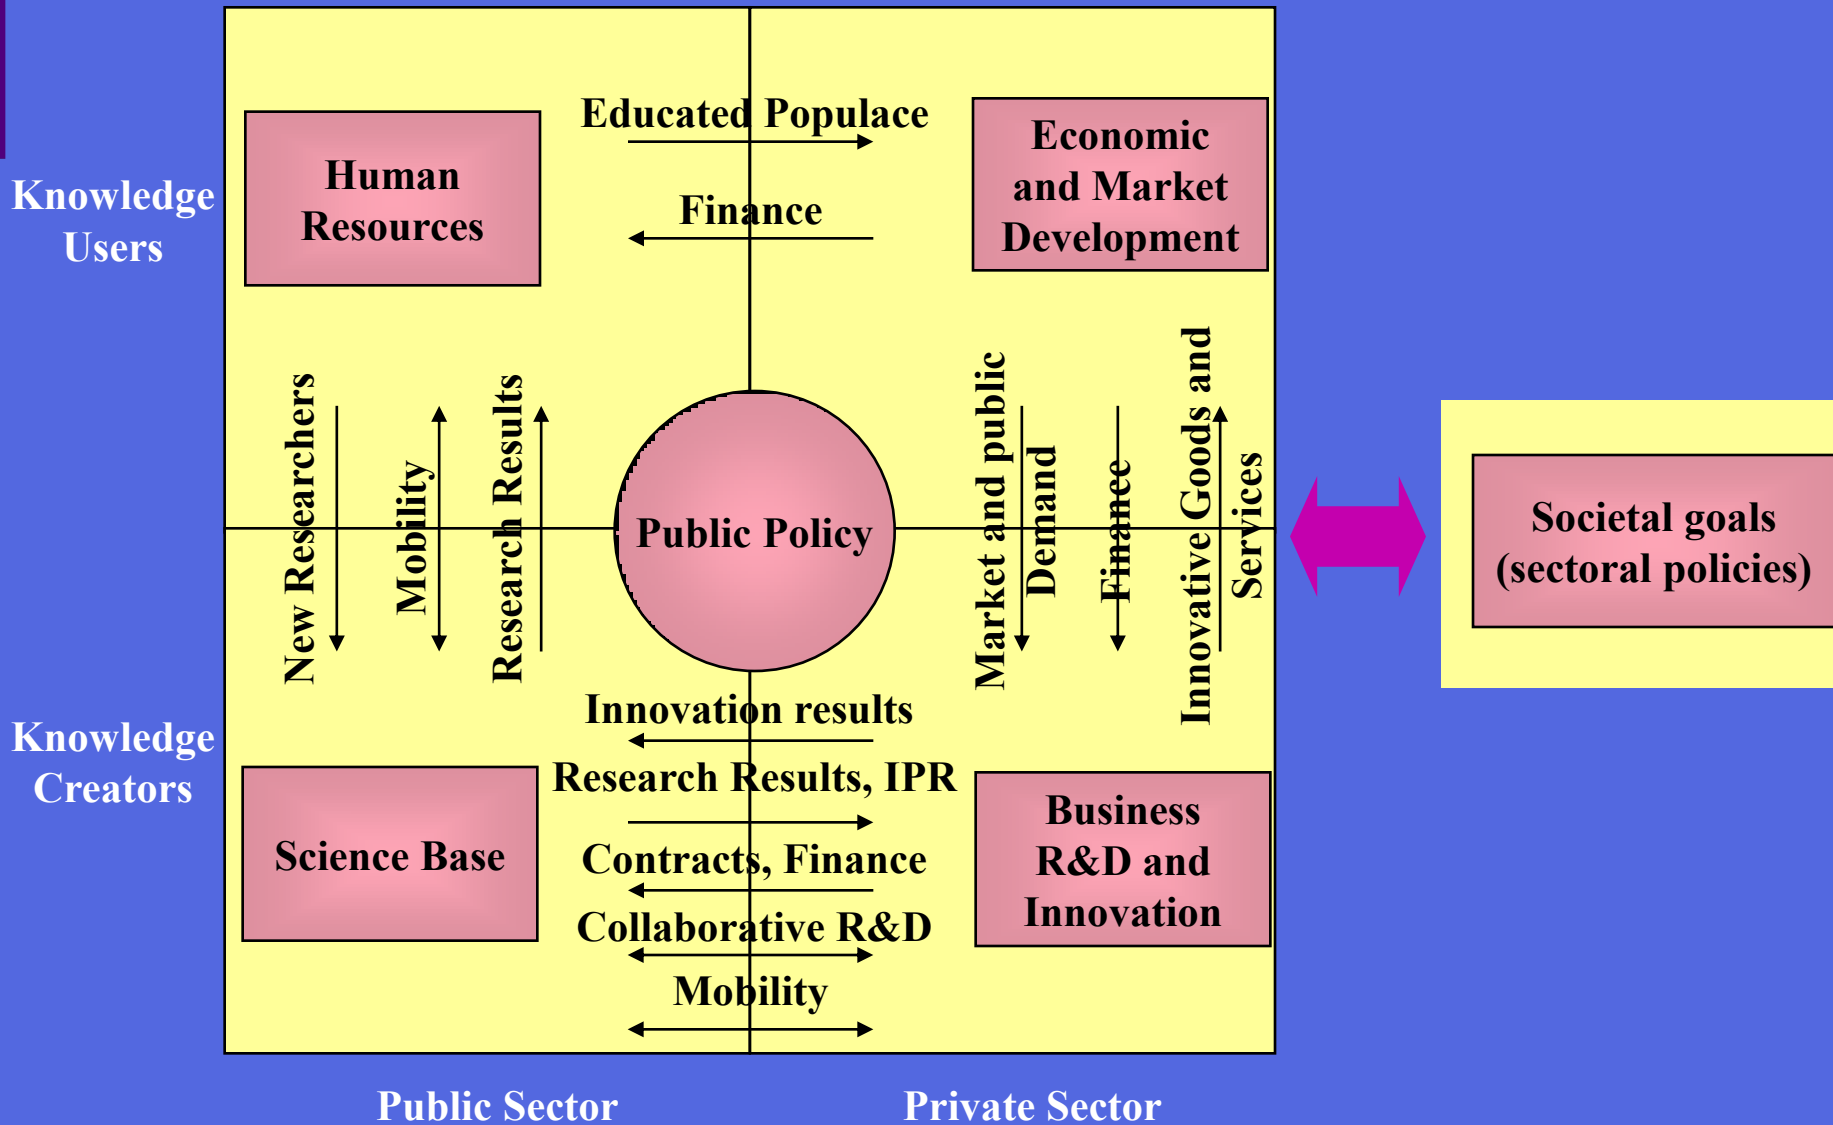 Educated Populace
Finance
Human
Resources
Economic
and Market
Development
Knowledge
Users
New Researchers
Mobility
Research Results
Public Policy
Market and public
Demand
Finance
Innovative Goods and
Services
Societal goals
(sectoral policies)
Knowledge
Creators
Innovation results
Research Results, IPR
Contracts, Finance
Collaborative R&D
Mobility
Science Base
Business
R&D and
Innovation
Public Sector
Private Sector